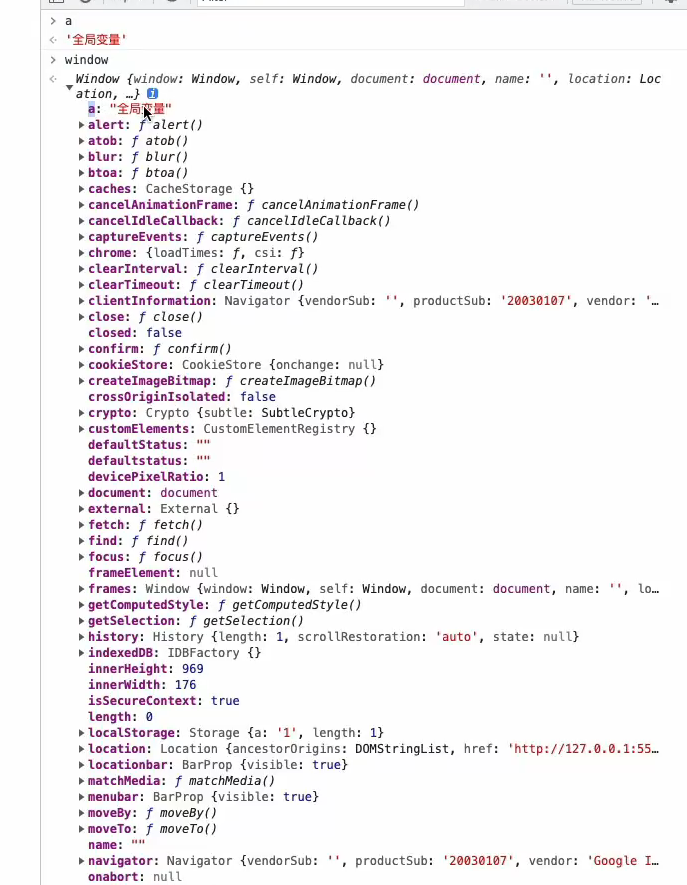 a
'全局变量'
window
Window {window: Window, self: Window, document: document, name: '', location: Loc
ation, …} i
a: "全局变量"
alert: ƒ alert()
atob: ƒ atob()
blur: ƒ blur()
btoa: ƒ btoa()
caches: CacheStorage {}
cancelAnimationFrame: ƒ cancelAnimationFrame()
cancelIdleCallback: ƒ cancelIdleCallback()
captureEvents: ƒ captureEvents()
chrome: {loadTimes: ƒ, csi: ƒ}
clearInterval: ƒ clearInterval()
clearTimeout: ƒ clearTimeout()
clientInformation: Navigator {vendorSub: '', productSub: '20030107', vendor: '…
close: ƒ close()
closed: false
confirm: ƒ confirm()
cookieStore: CookieStore {onchange: null}
createImageBitmap: ƒ createImageBitmap()
crossOriginIsolated: false
crypto: Crypto {subtle: SubtleCrypto}
customElements: CustomElementRegistry {}
defaultStatus: ""
defaultstatus: ""
devicePixelRatio: 1
document: document
external: External {}
fetch: ƒ fetch()
find: ƒ find()
focus: ƒ focus()
frameElement: null
frames: Window {window: Window, self: Window, document: document, name: '', lo…
getComputedStyle: ƒ getComputedStyle()
getSelection: ƒ getSelection()
history: History {length: 1, scrollRestoration: 'auto', state: null}
indexedDB: IDBFactory {}
innerHeight: 969
innerWidth: 176
isSecureContext: true
length: 0
localStorage: Storage {a: '1', length: 1}
location: Location {ancestorOrigins: DOMStringList, href: 'http://127.0.0.1:55…
locationbar: BarProp {visible: true}
matchMedia: ƒ matchMedia()
menubar: BarProp {visible: true}
moveBy: ƒ moveBy()
moveTo: ƒ moveTo()
name: ""
navigator: Navigator {vendorSub: '', productSub: '20030107', vendor: 'Google I…
onabort: null